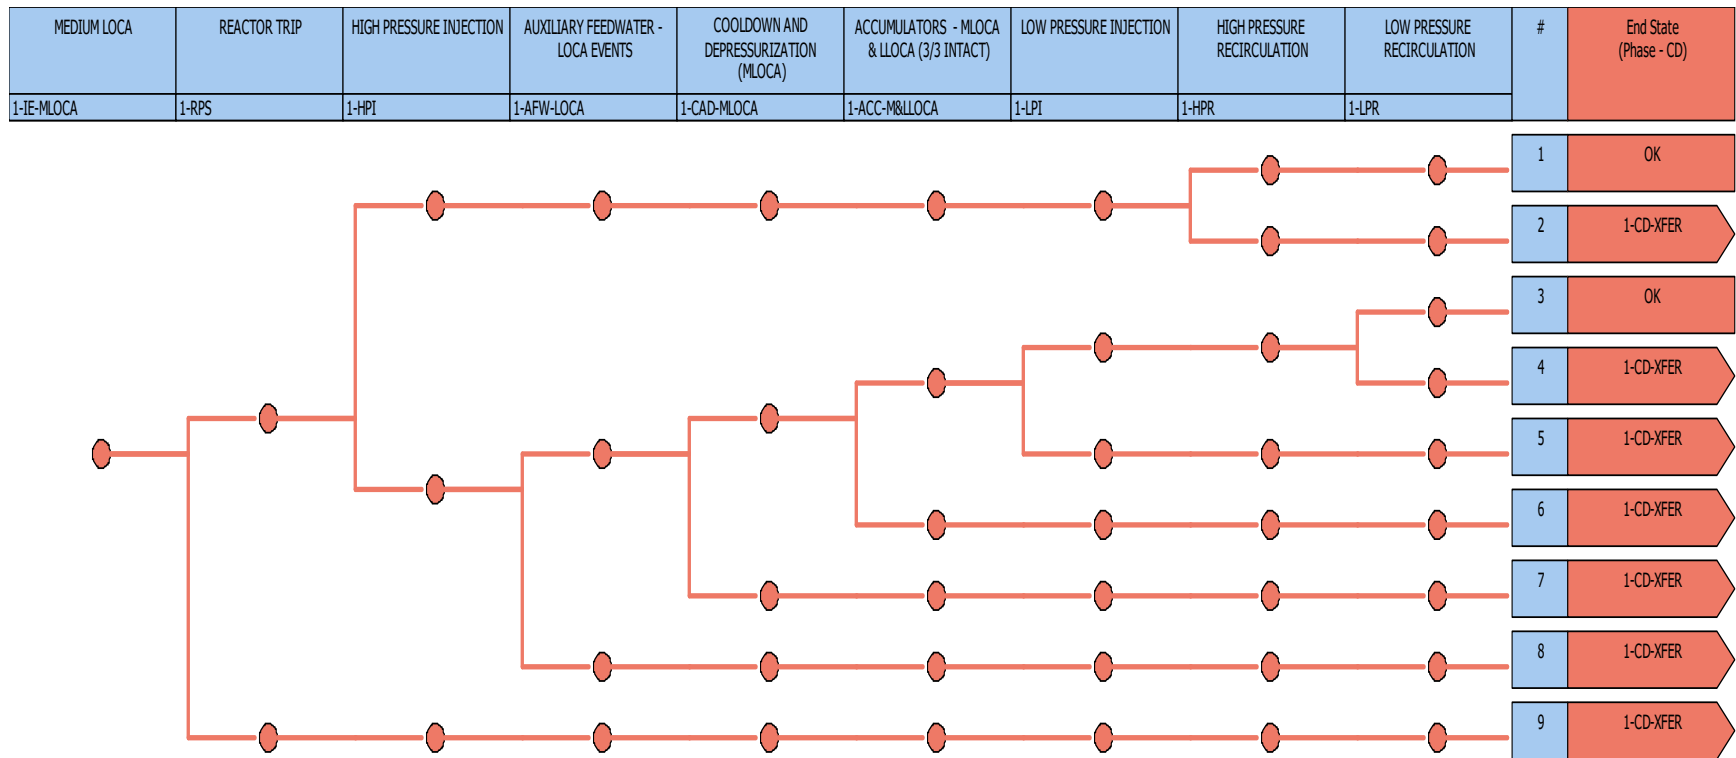 MEDIUM LOCA
REACTOR TRIP
HIGH PRESSURE INJECTION
AUXILIARY FEEDWATER -
LOCA EVENTS
COOLDOWN AND
DEPRESSURIZATION
(MLOCA)
ACCUMULATORS - MLOCA
& LLOCA (3/3 INTACT)
LOW PRESSURE INJECTION
HIGH PRESSURE
RECIRCULATION
LOW PRESSURE
RECIRCULATION
#
End State
(Phase - CD)
1-IE-MLOCA
1-RPS
1-HPI
1-AFW-LOCA
1-CAD-MLOCA
1-ACC-M&LLOCA
1-LPI
1-HPR
1-LPR
1 OK
2 1-CD-XFER
3 OK
4 1-CD-XFER
5 1-CD-XFER
6 1-CD-XFER
7 1-CD-XFER
8 1-CD-XFER
9 1-CD-XFER